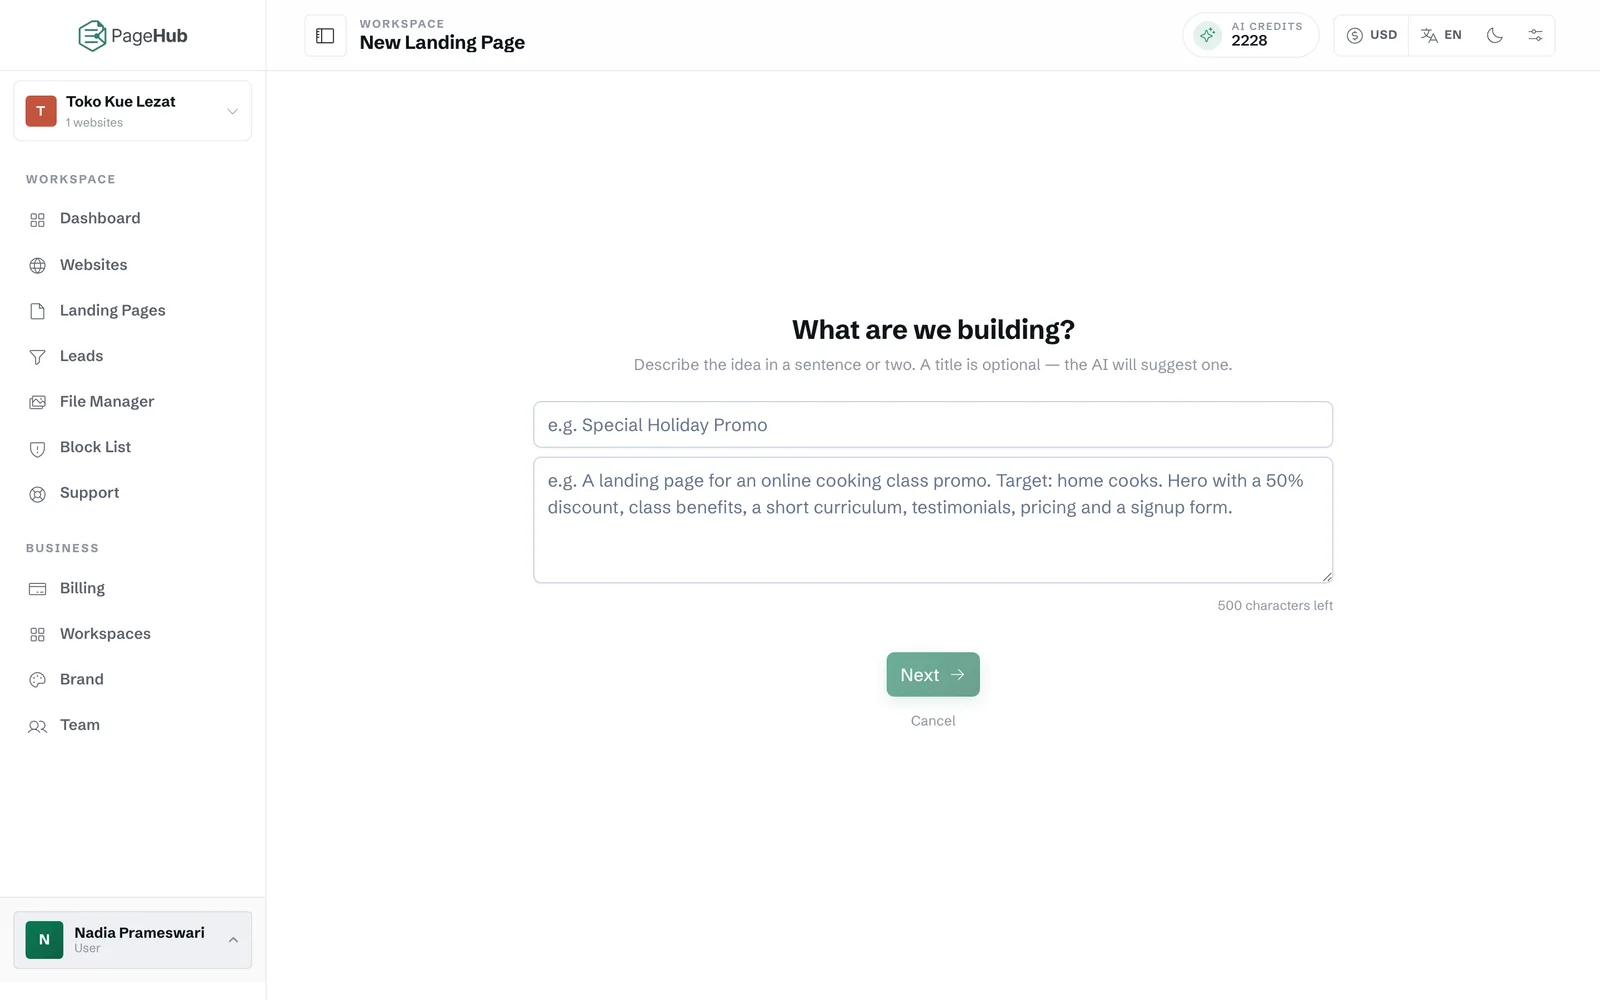 PageHub
WORKSPACE
New Landing Page
AI CREDITS
2228
USD
EN
T
Toko Kue Lezat
1 websites
WORKSPACE
Dashboard
Websites
Landing Pages
Leads
File Manager
Block List
Support
BUSINESS
Billing
Workspaces
Brand
Team
N
Nadia Prameswari
User
What are we building?
Describe the idea in a sentence or two. A title is optional — the AI will suggest one.
e.g. Special Holiday Promo
e.g. A landing page for an online cooking class promo. Target: home cooks. Hero with a 50%
discount, class benefits, a short curriculum, testimonials, pricing and a signup form.
500 characters left
Next
Cancel